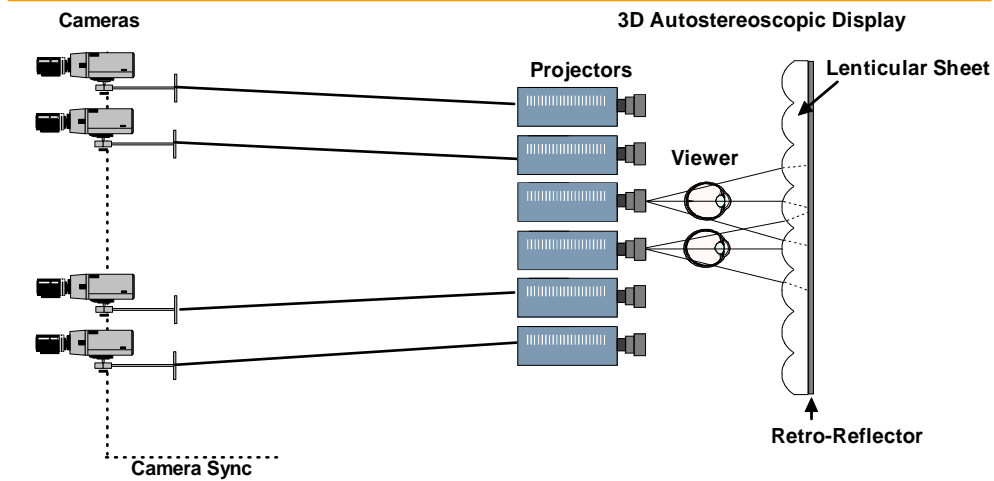 Cameras
3D Autostereoscopic Display
Projectors
Lenticular Sheet
Viewer
Retro-Reflector
Camera Sync